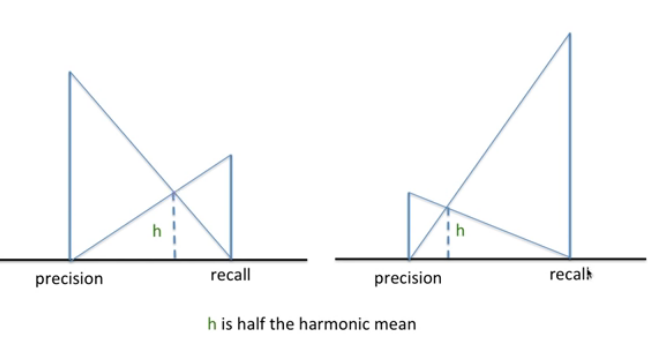 h
h
precision
recall
precision
recall
h is half the harmonic mean